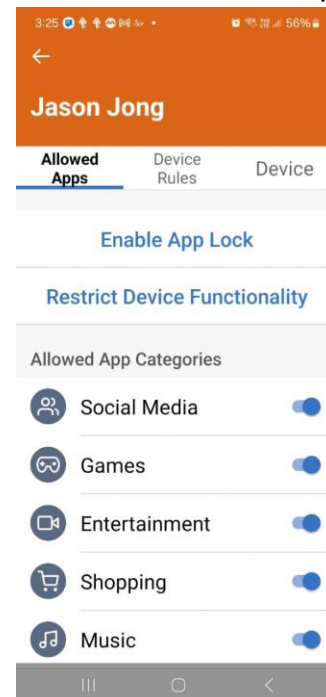 3:25 56%
Jason Jong
Allowed Apps
Device Rules
Device
Enable App Lock
Restrict Device Functionality
Allowed App Categories
Social Media
Games
Entertainment
Shopping
Music